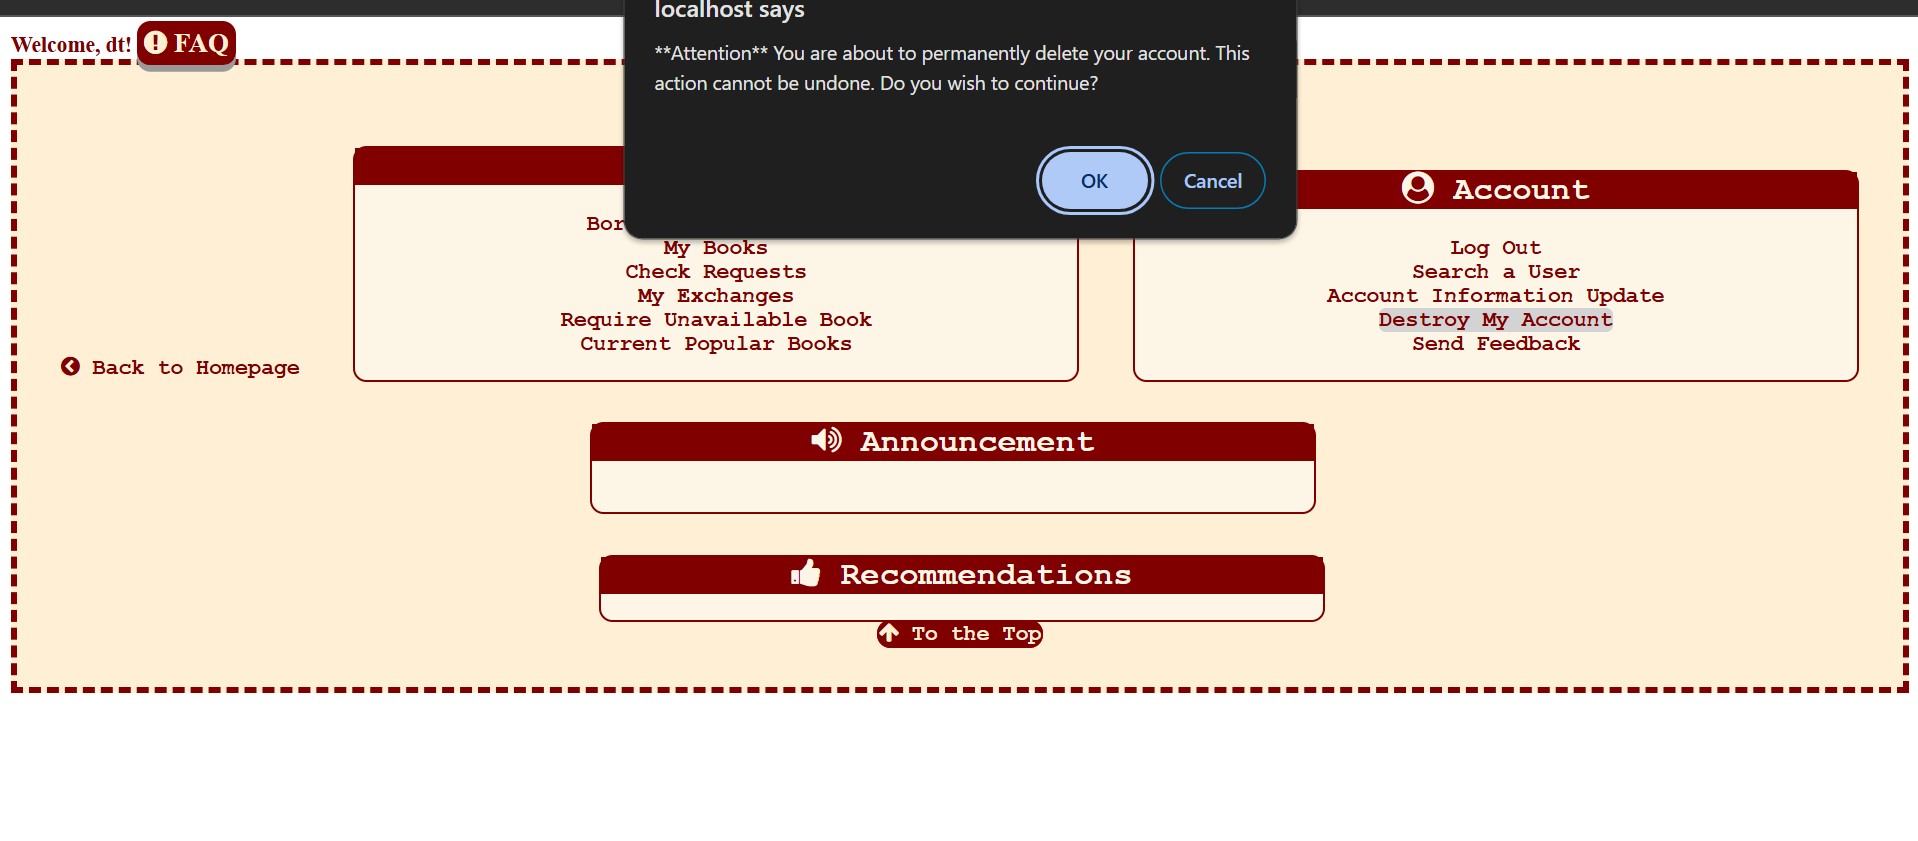 localhost says
**Attention** You are about to permanently delete your account. This
action cannot be undone. Do you wish to continue?
OK
Cancel
Welcome, dt!
FAQ
Back to Homepage
My Books
Check Requests
My Exchanges
Require Unavailable Book
Current Popular Books
Account
Log Out
Search a User
Account Information Update
Destroy My Account
Send Feedback
Announcement
Recommendations
To the Top